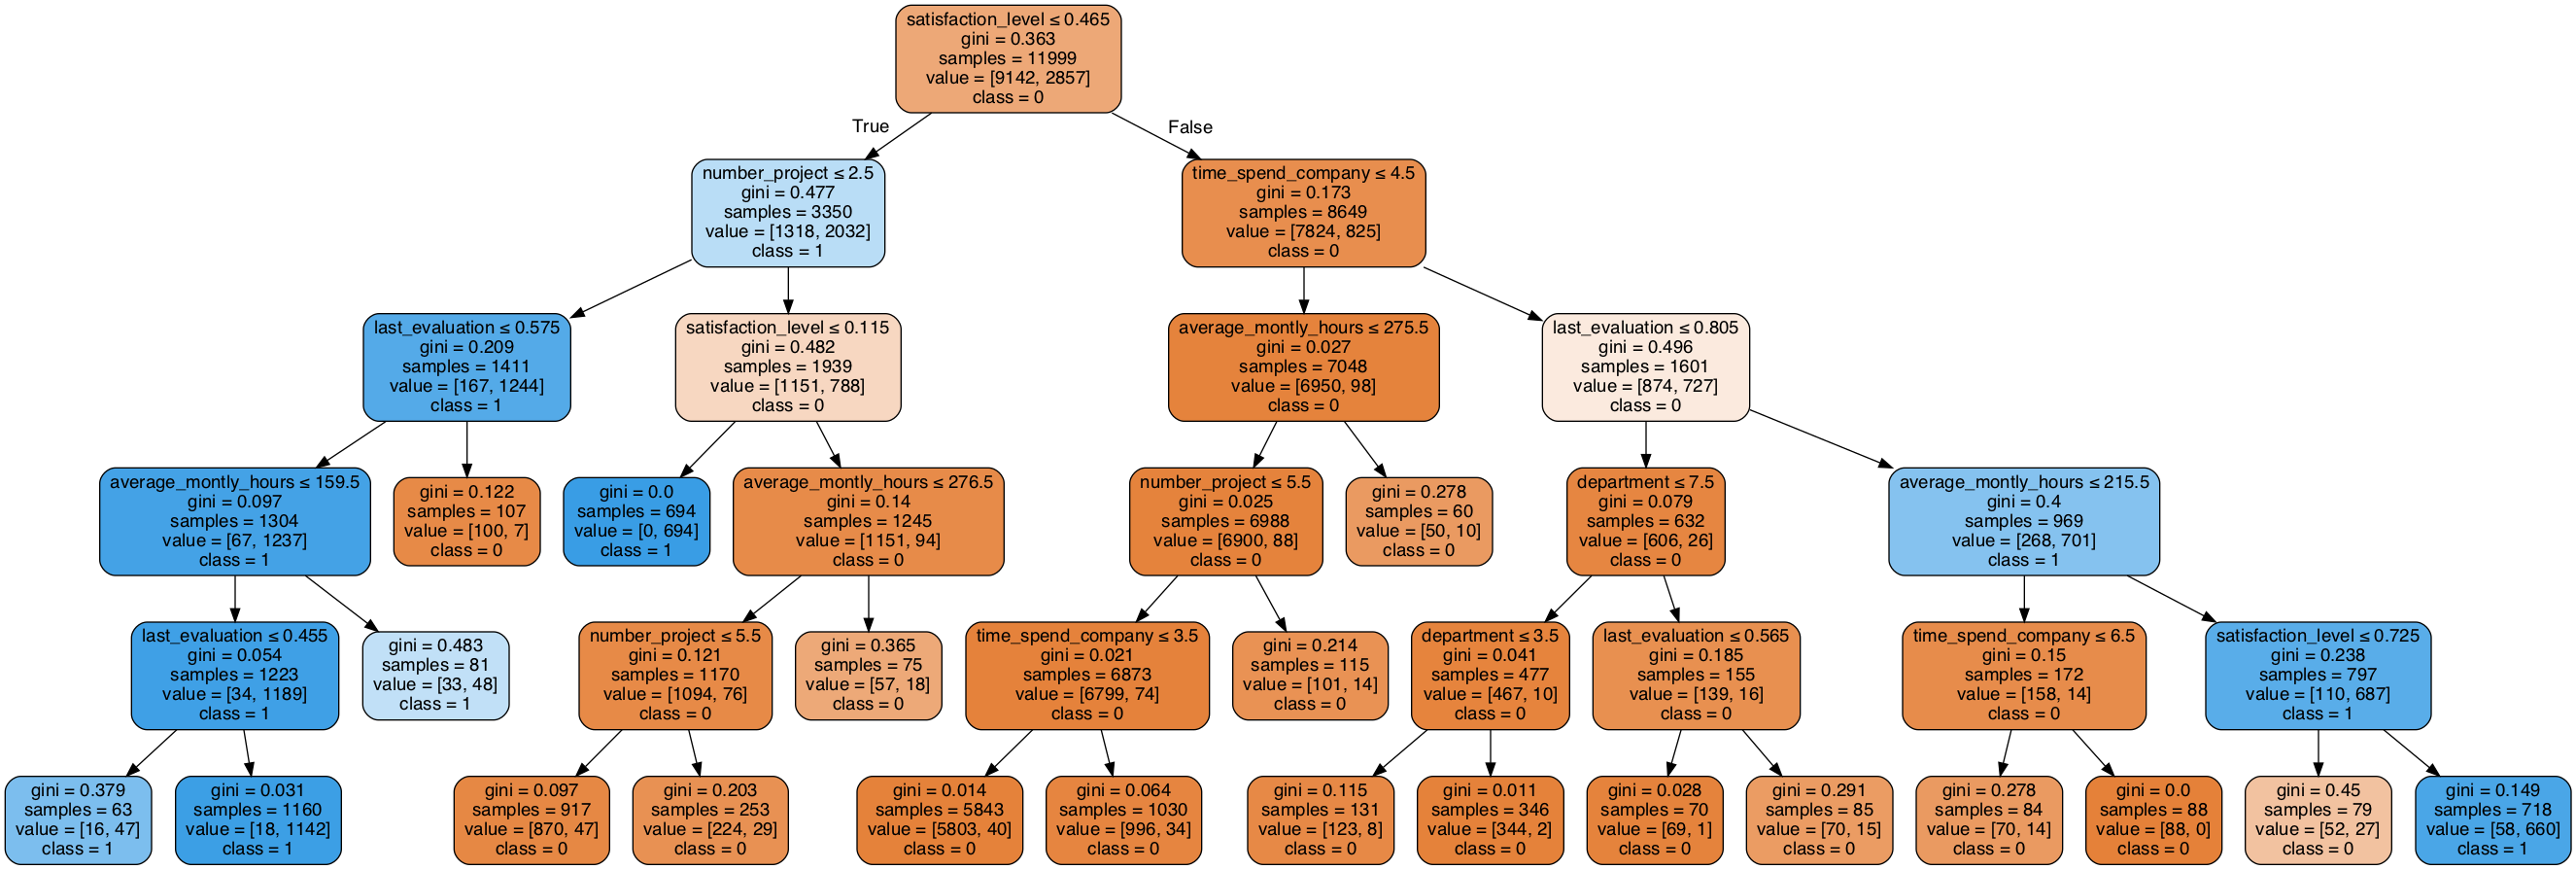 satisfaction_level ≤ 0.465
gini = 0.363
samples = 11999
value = [9142, 2857]
class = 0
True
False
number_project ≤ 2.5
gini = 0.477
samples = 3350
value = [1318, 2032]
class = 1
time_spend_company ≤ 4.5
gini = 0.173
samples = 8649
value = [7824, 825]
class = 0
last_evaluation ≤ 0.575
gini = 0.209
samples = 1411
value = [167, 1244]
class = 1
satisfaction_level ≤ 0.115
gini = 0.482
samples = 1939
value = [1151, 788]
class = 0
average_montly_hours ≤ 275.5
gini = 0.027
samples = 7048
value = [6950, 98]
class = 0
last_evaluation ≤ 0.805
gini = 0.496
samples = 1601
value = [874, 727]
class = 0
average_montly_hours ≤ 159.5
gini = 0.097
samples = 1304
value = [67, 1237]
class = 1
gini = 0.122
samples = 107
value = [100, 7]
class = 0
gini = 0.0
samples = 694
value = [0, 694]
class = 1
average_montly_hours ≤ 276.5
gini = 0.14
samples = 1245
value = [1151, 94]
class = 0
number_project ≤ 5.5
gini = 0.025
samples = 6988
value = [6900, 88]
class = 0
gini = 0.278
samples = 60
value = [50, 10]
class = 0
department ≤ 7.5
gini = 0.079
samples = 632
value = [606, 26]
class = 0
average_montly_hours ≤ 215.5
gini = 0.4
samples = 969
value = [268, 701]
class = 1
last_evaluation ≤ 0.455
gini = 0.054
samples = 1223
value = [34, 1189]
class = 1
gini = 0.483
samples = 81
value = [33, 48]
class = 1
number_project ≤ 5.5
gini = 0.121
samples = 1170
value = [1094, 76]
class = 0
gini = 0.365
samples = 75
value = [57, 18]
class = 0
time_spend_company ≤ 3.5
gini = 0.021
samples = 6873
value = [6799, 74]
class = 0
gini = 0.214
samples = 115
value = [101, 14]
class = 0
department ≤ 3.5
gini = 0.041
samples = 477
value = [467, 10]
class = 0
last_evaluation ≤ 0.565
gini = 0.185
samples = 155
value = [139, 16]
class = 0
time_spend_company ≤ 6.5
gini = 0.15
samples = 172
value = [158, 14]
class = 0
satisfaction_level ≤ 0.725
gini = 0.238
samples = 797
value = [110, 687]
class = 1
gini = 0.379
samples = 63
value = [16, 47]
class = 1
gini = 0.031
samples = 1160
value = [18, 1142]
class = 1
gini = 0.097
samples = 917
value = [870, 47]
class = 0
gini = 0.203
samples = 253
value = [224, 29]
class = 0
gini = 0.014
samples = 5843
value = [5803, 40]
class = 0
gini = 0.064
samples = 1030
value = [996, 34]
class = 0
gini = 0.115
samples = 131
value = [123, 8]
class = 0
gini = 0.011
samples = 346
value = [344, 2]
class = 0
gini = 0.028
samples = 70
value = [69, 1]
class = 0
gini = 0.291
samples = 85
value = [70, 15]
class = 0
gini = 0.278
samples = 84
value = [70, 14]
class = 0
gini = 0.0
samples = 88
value = [88, 0]
class = 0
gini = 0.45
samples = 79
value = [52, 27]
class = 0
gini = 0.149
samples = 718
value = [58, 660]
class = 1